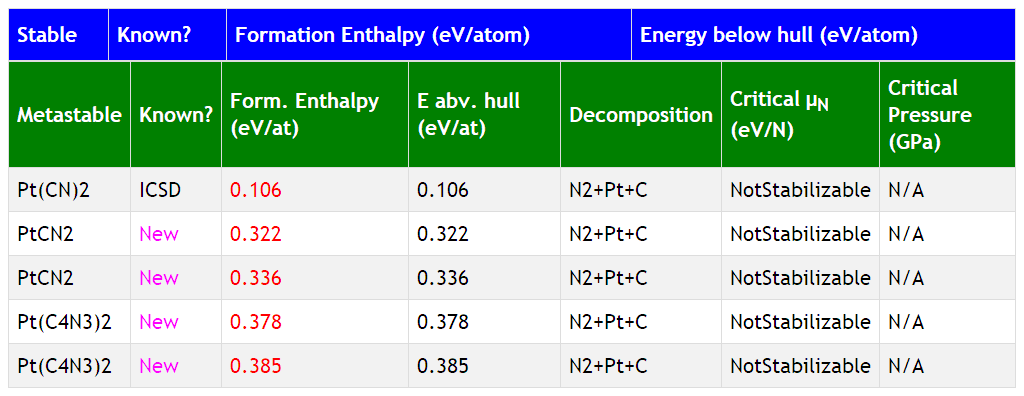 Stable Known? Formation Enthalpy (eV/atom) Energy below hull (eV/atom)
Metastable Known? Form. Enthalpy (eV/at) E abv. hull (eV/at) Decomposition Critical μN (eV/N) Critical Pressure (GPa)
Pt(CN)2 ICSD 0.106 0.106 N2+Pt+C NotStabilizable N/A
PtCN2 New 0.322 0.322 N2+Pt+C NotStabilizable N/A
PtCN2 New 0.336 0.336 N2+Pt+C NotStabilizable N/A
Pt(C4N3)2 New 0.378 0.378 N2+Pt+C NotStabilizable N/A
Pt(C4N3)2 New 0.385 0.385 N2+Pt+C NotStabilizable N/A